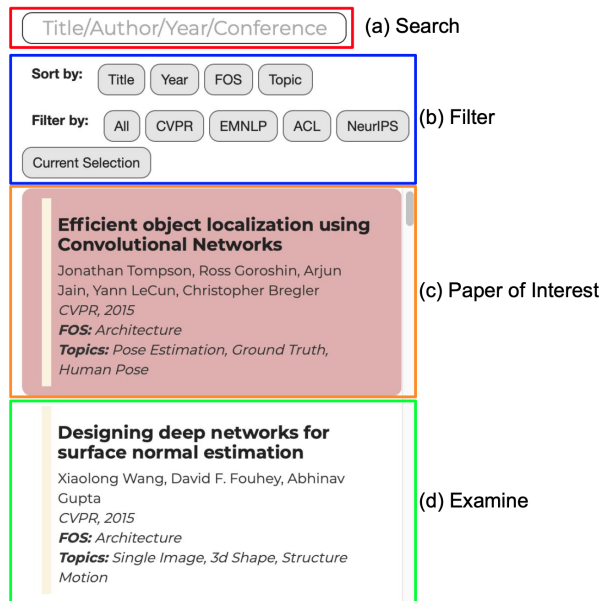 Title/Author/Year/Conference
(a) Search
Sort by: Title Year FOS Topic
Filter by: All CVPR EMNLP ACL NeurIPS
(b) Filter
Current Selection
Efficient object localization using
Convolutional Networks
Jonathan Tompson, Ross Goroshin, Arjun
Jain, Yann LeCun, Christopher Bregler
(c) Paper of Interest
CVPR, 2015
FOS: Architecture
Topics: Pose Estimation, Ground Truth,
Human Pose
Designing deep networks for
surface normal estimation
Xiaolong Wang, David F. Fouhey, Abhinav
Gupta
(d) Examine
CVPR, 2015
FOS: Architecture
Topics: Single Image, 3d Shape, Structure
Motion